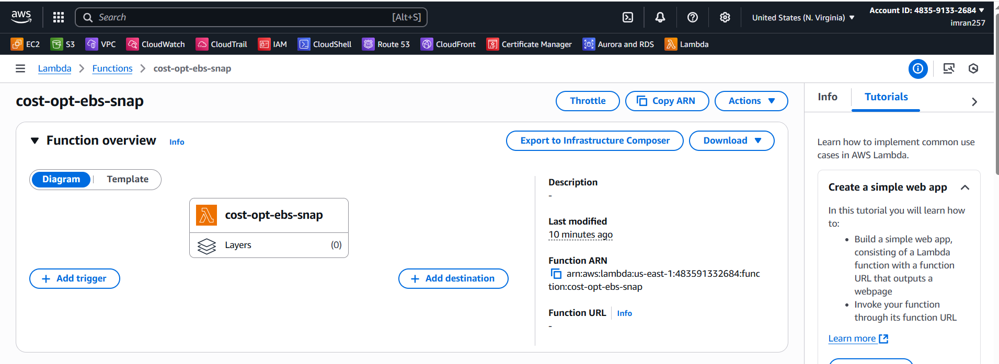 aws
Search [Alt+S]
United States (N. Virginia)
Account ID: 4835-9133-2684
imran257
EC2 S3 VPC CloudWatch CloudTrail IAM CloudShell Route 53 CloudFront Certificate Manager Aurora and RDS Lambda
Lambda Functions cost-opt-ebs-snap
cost-opt-ebs-snap
Throttle Copy ARN Actions
Function overview Info
Export to Infrastructure Composer Download
Diagram Template
cost-opt-ebs-snap
Layers (0)
+ Add trigger
+ Add destination
Description
-
Last modified
10 minutes ago
Function ARN
arn:aws:lambda:us-east-1:483591332684:func
tion:cost-opt-ebs-snap
Function URL Info
-
Info Tutorials
Learn how to implement common use
cases in AWS Lambda.
Create a simple web app
In this tutorial you will learn how
to:
• Build a simple web app,
consisting of a Lambda
function with a function
URL that outputs a
webpage
• Invoke your function
through its function URL
Learn more